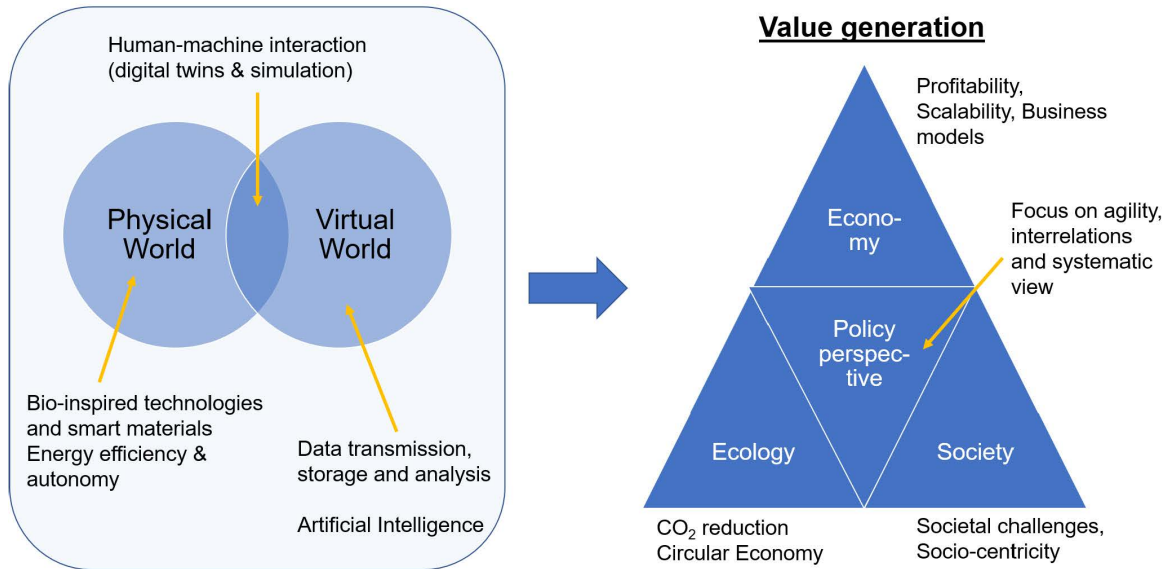 Human-machine interaction
(digital twins & simulation)
Physical
World
Virtual
World
Bio-inspired technologies
and smart materials
Energy efficiency &
autonomy
Data transmission,
storage and analysis
Artificial Intelligence
Value generation
Profitability,
Scalability, Business
models
Econo-
my
Focus on agility,
interrelations
and systematic
view
Policy
perspec-
tive
Ecology
Society
CO₂ reduction
Circular Economy
Societal challenges,
Socio-centricity